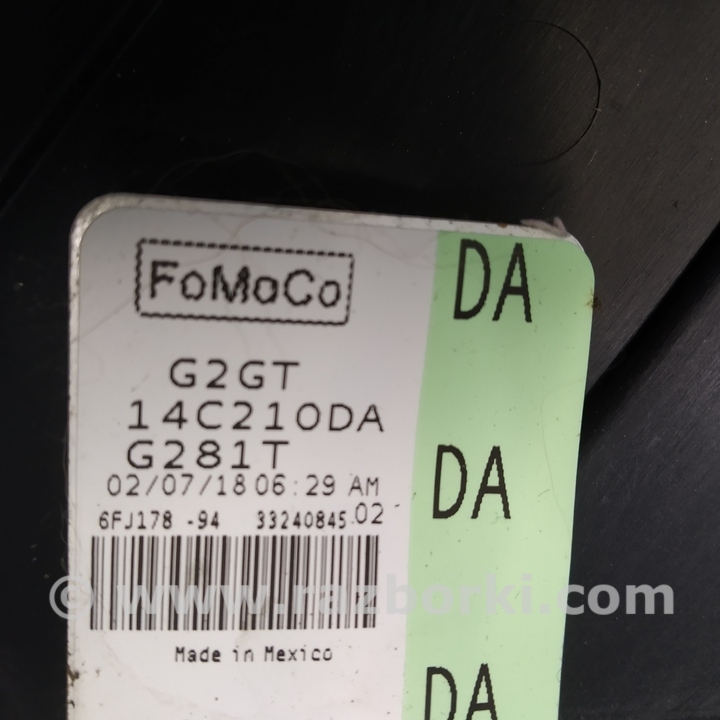 FoMoCo
DA
G2GT
14C210DA
G281T
DA
02/07/18 06:29 AM
6FJ178 -94 33240845 02
© www.razborki.com
Made in Mexico
DA